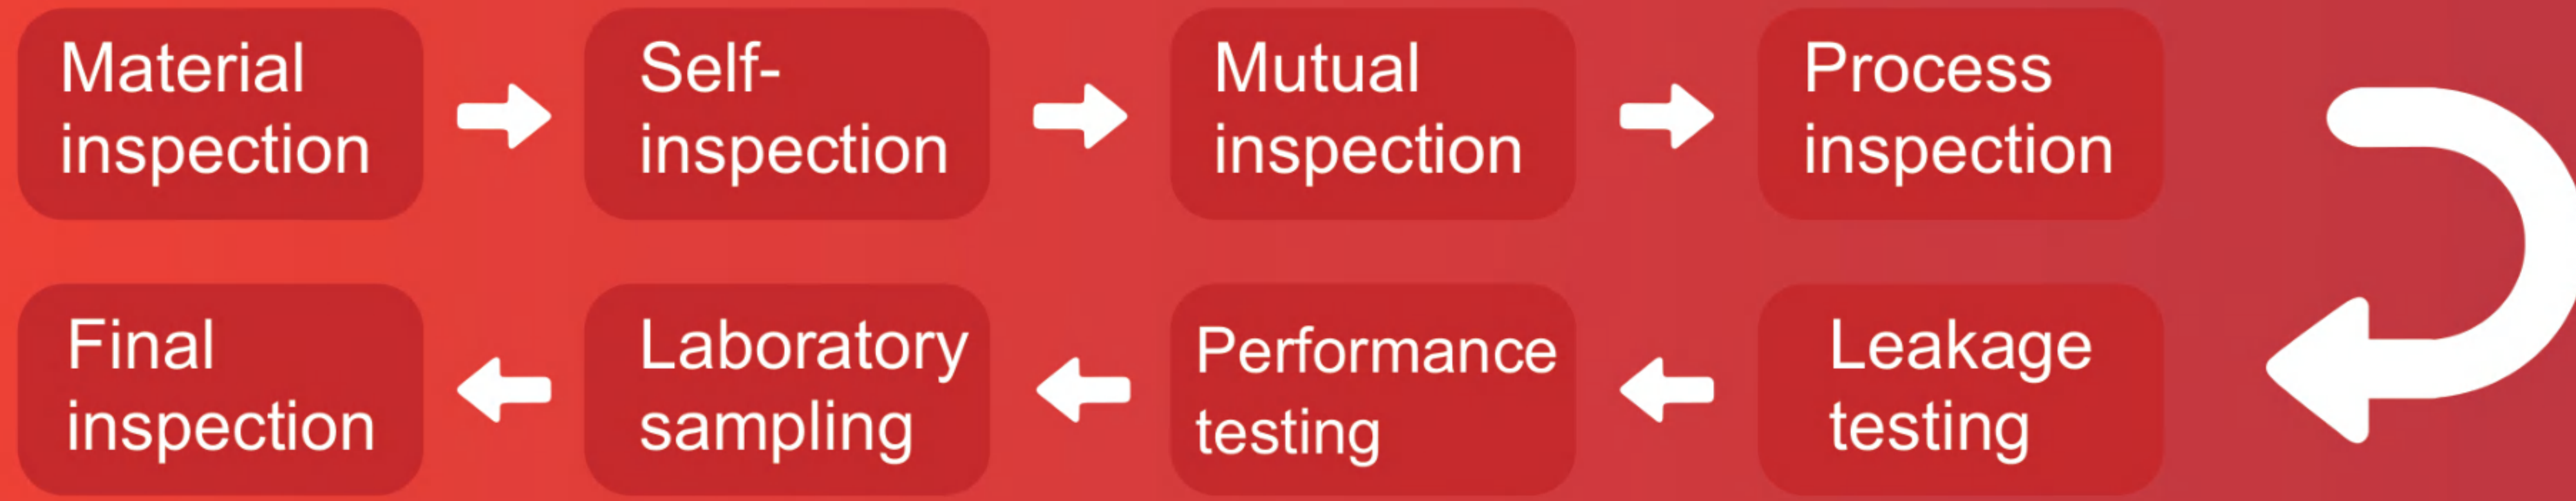 Material
inspection
Self-
inspection
Mutual
inspection
Process
inspection
Leakage
testing
Performance
testing
Laboratory
sampling
Final
inspection